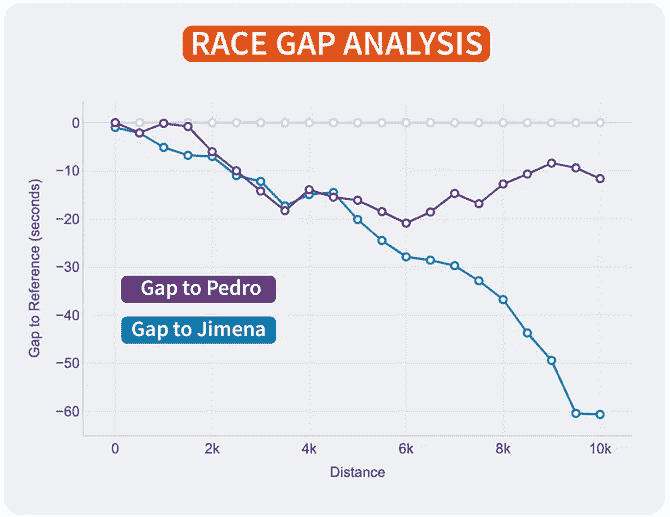 RACE GAP ANALYSIS
Gap to Reference (seconds)
0
−10
−20
−30
−40
−50
−60
Gap to Pedro
Gap to Jimena
0
2k
4k
6k
8k
10k
Distance